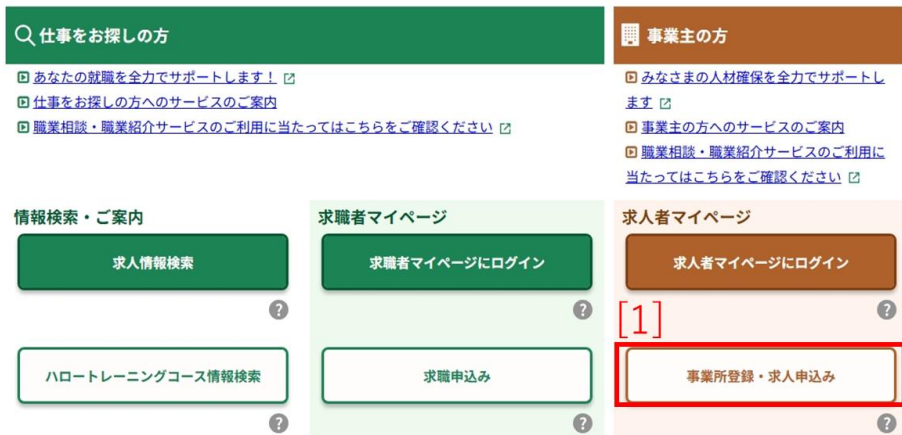 仕事をお探しの方
あなたの就職を全力でサポートします！
仕事をお探しの方へのサービスのご案内
職業相談・職業紹介サービスのご利用に当たってはこちらをご確認ください
事業主の方
みなさまの人材確保を全力でサポートし
ます
事業主の方へのサービスのご案内
職業相談・職業紹介サービスのご利用に
当たってはこちらをご確認ください
情報検索・ご案内
求人情報検索
?
ハロートレーニングコース情報検索
?
求職者マイページ
求職者マイページにログイン
?
求職申込み
?
求人者マイページ
求人者マイページにログイン
?
[1]
事業所登録・求人申込み
?